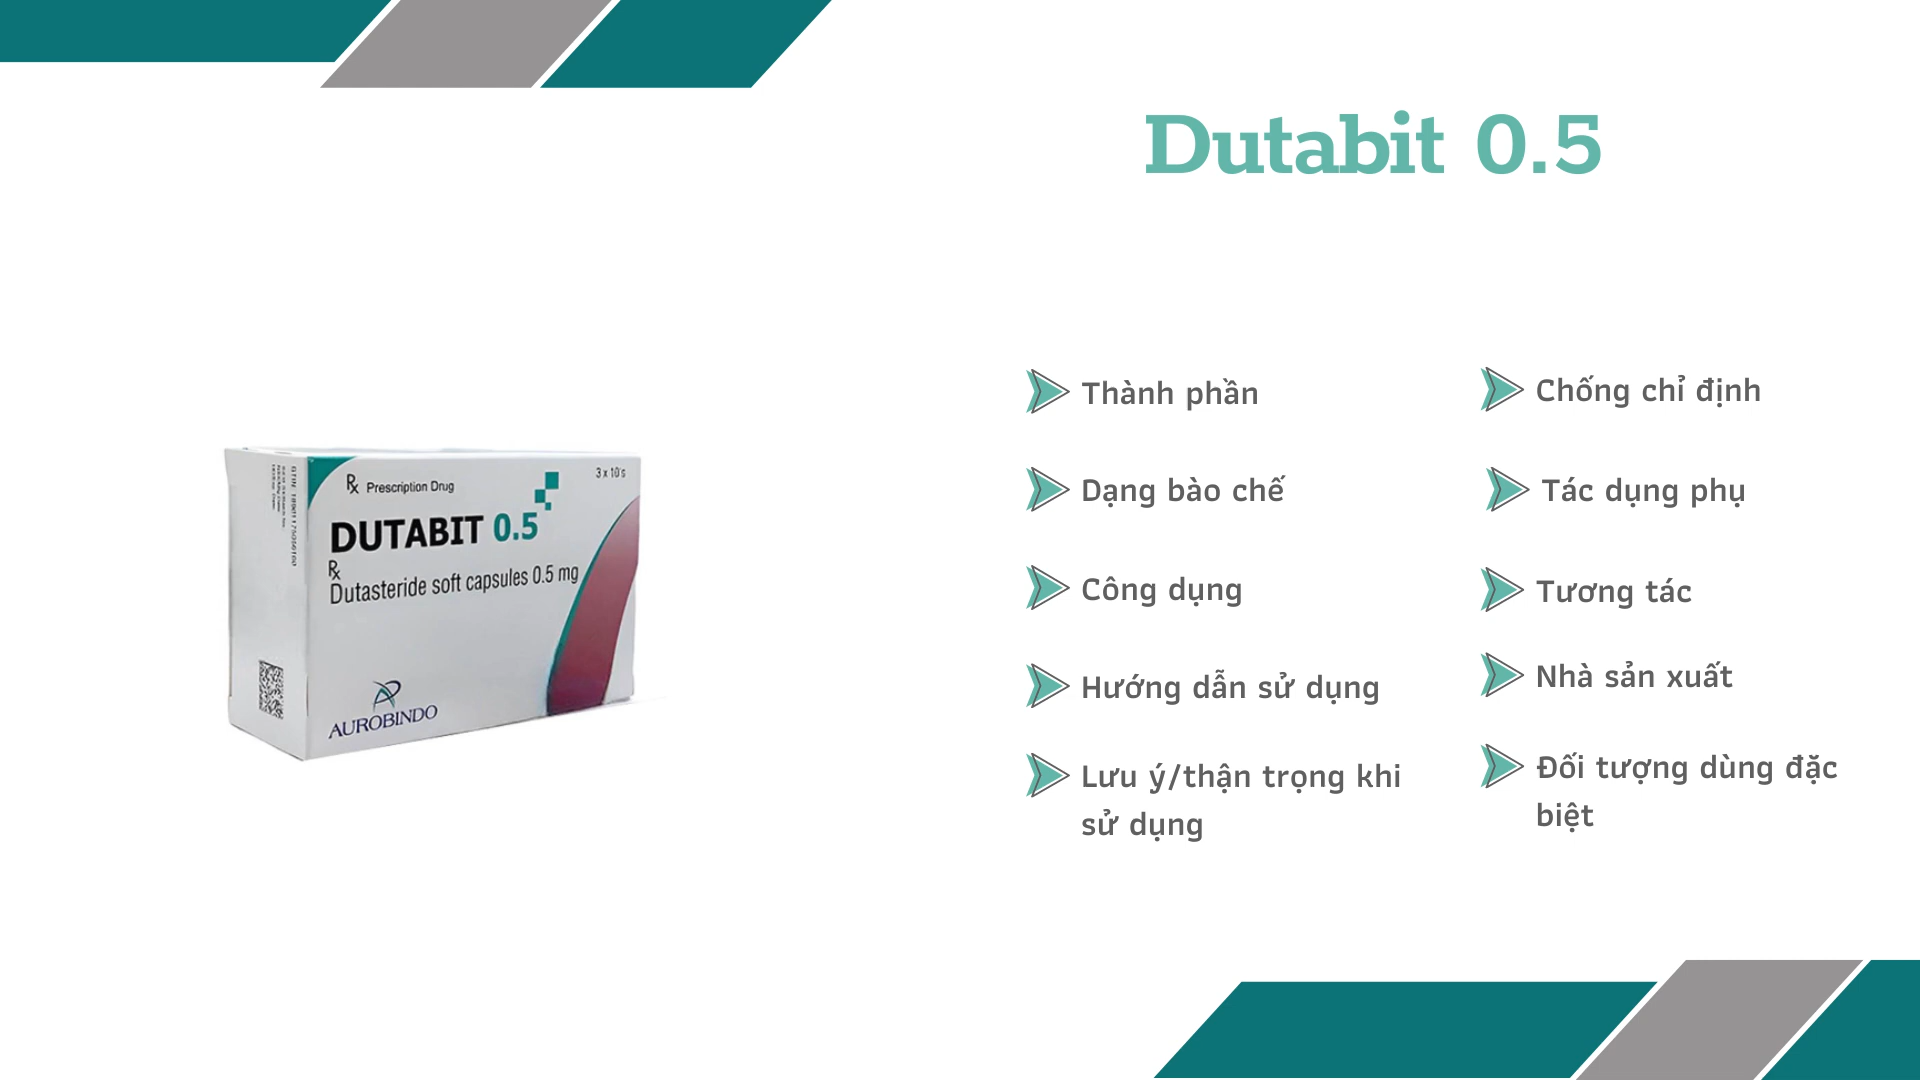 Dutabit 0.5
Rx Prescription Drug
3 x 10's
DUTABIT 0.5
Rx
Dutasteride soft capsules 0.5 mg
AUROBINDO
Thành phần
Dạng bào chế
Công dụng
Hướng dẫn sử dụng
Lưu ý/thận trọng khi
sử dụng
Chống chỉ định
Tác dụng phụ
Tương tác
Nhà sản xuất
Đối tượng dùng đặc
biệt